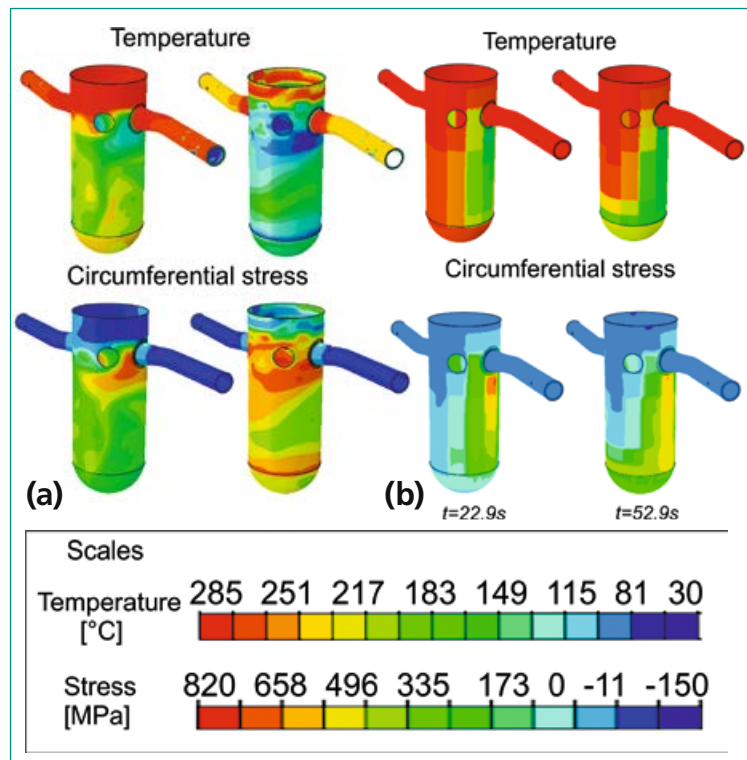 Temperature
Temperature
Circumferential stress
Circumferential stress
(a)
(b)
t=22.9s
t=52.9s
Scales
Temperature
[°C]
285 251 217 183 149 115 81 30
Stress
[MPa]
820 658 496 335 173 0 -11 -150